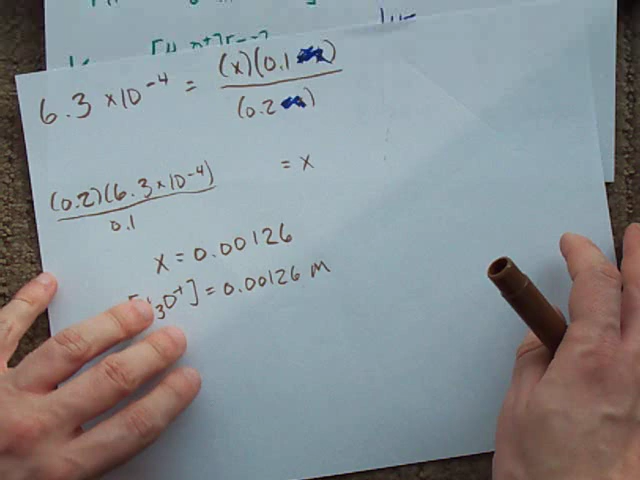 6.3 ×10⁻⁴ = (x)(0.1 )
(0.2 )
(0.2)(6.3×10⁻⁴) = x
0.1
x = 0.00126
₃O⁺] = 0.00126 M